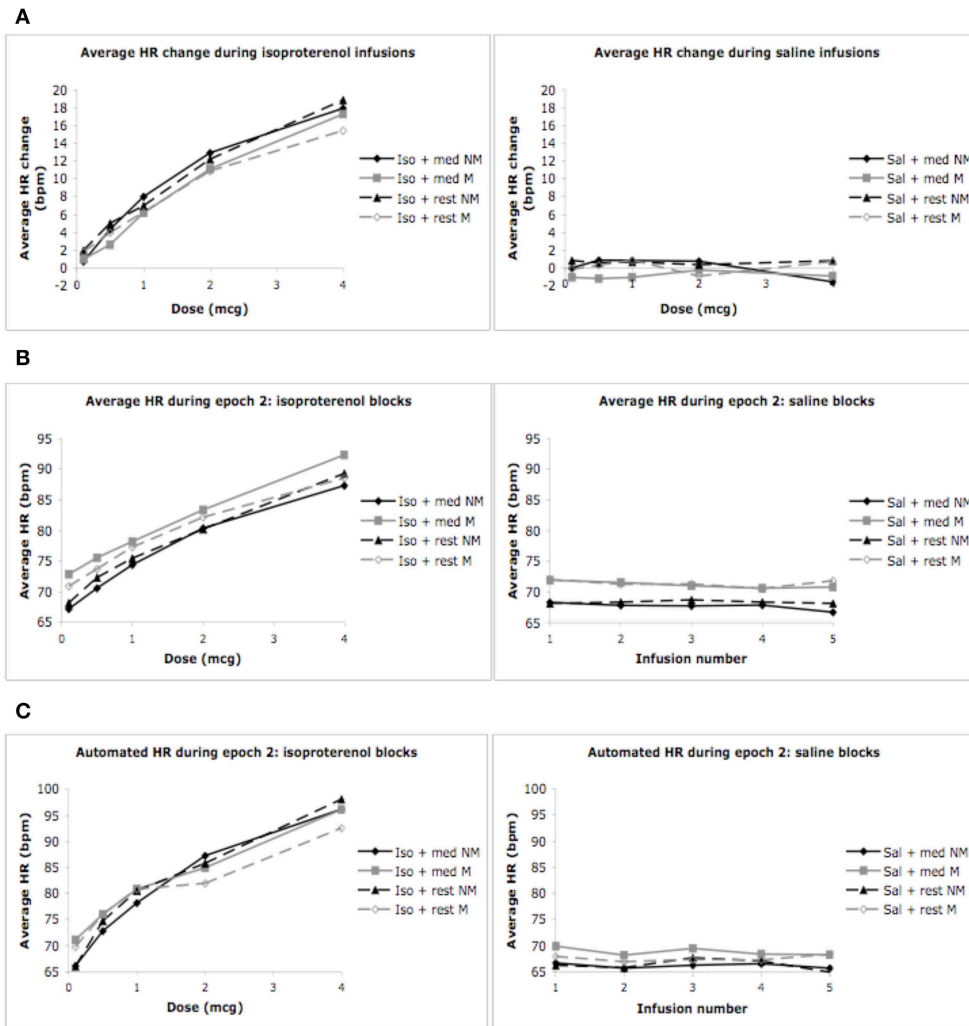 A
Average HR change during isoproterenol infusions
Average HR change
(bpm)
20
18
16
14
12
10
8
6
4
2
0
-2
0 1 2 3 4
Dose (mcg)
Iso + med NM
Iso + med M
Iso + rest NM
Iso + rest M
Average HR change during saline infusions
Average HR change
(bpm)
20
18
16
14
12
10
8
6
4
2
0
-2
0 1 2 3 4
Dose (mcg)
Sal + med NM
Sal + med M
Sal + rest NM
Sal + rest M
B
Average HR during epoch 2: isoproterenol blocks
Average HR (bpm)
95
90
85
80
75
70
65
0 1 2 3 4
Dose (mcg)
Iso + med NM
Iso + med M
Iso + rest NM
Iso + rest M
Average HR during epoch 2: saline blocks
Average HR (bpm)
95
90
85
80
75
70
65
1 2 3 4 5
Infusion number
Sal + med NM
Sal + med M
Sal + rest NM
Sal + rest M
C
Automated HR during epoch 2: isoproterenol blocks
Average HR (bpm)
100
95
90
85
80
75
70
65
0 1 2 3 4
Dose (mcg)
Iso + med NM
Iso + med M
Iso + rest NM
Iso + rest M
Automated HR during epoch 2: saline blocks
Average HR (bpm)
100
95
90
85
80
75
70
65
1 2 3 4 5
Infusion number
Sal + med NM
Sal + med M
Sal + rest NM
Sal + rest M